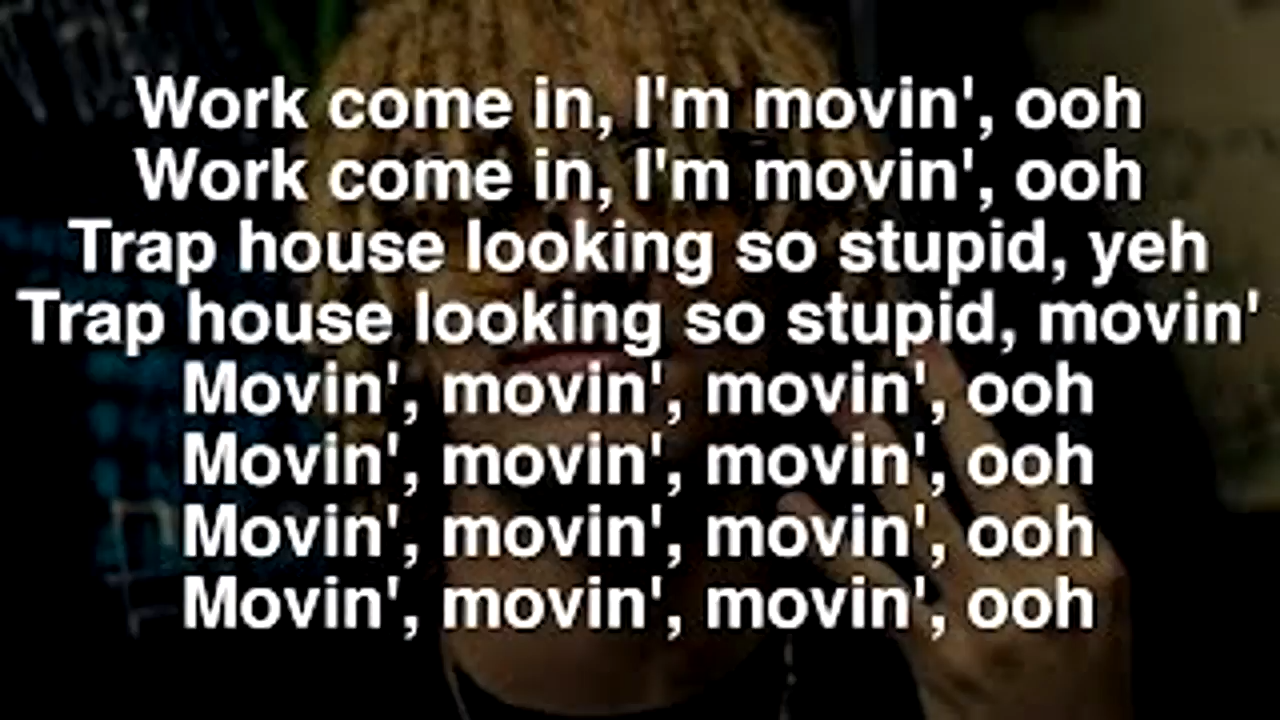 Work come in, I'm movin', ooh
Work come in, I'm movin', ooh
Trap house looking so stupid, yeh
Trap house looking so stupid, movin'
Movin', movin', movin', ooh
Movin', movin', movin', ooh
Movin', movin', movin', ooh
Movin', movin', movin', ooh